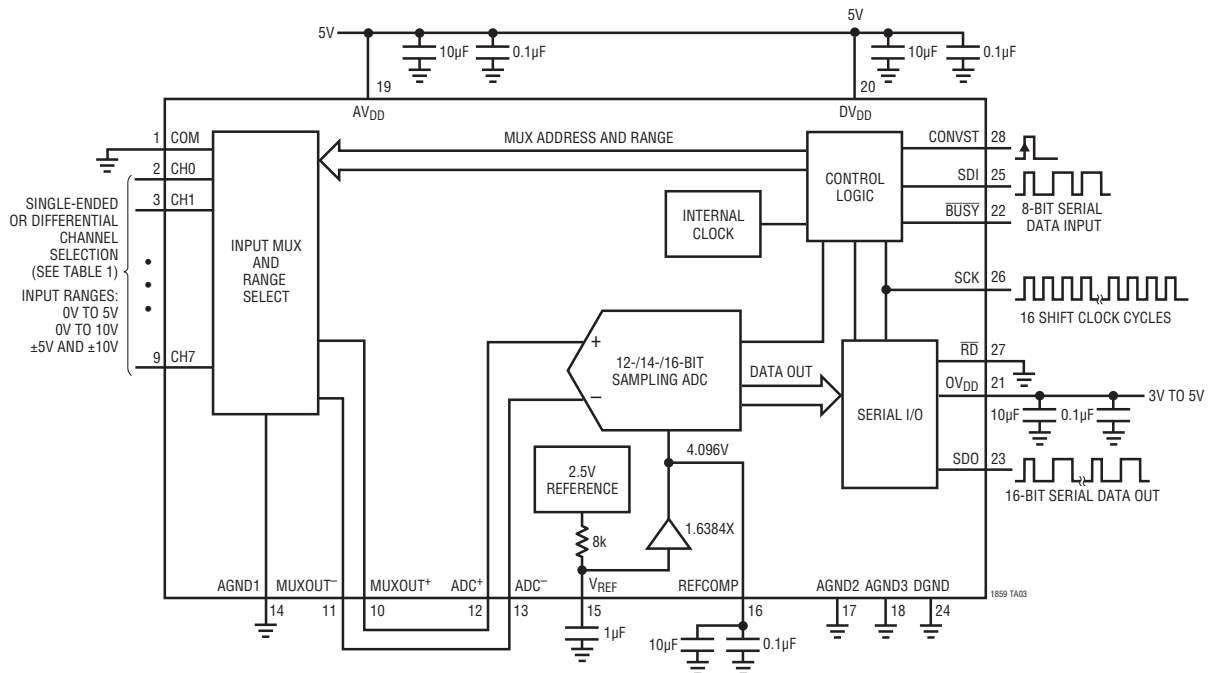 5V
10µF
0.1µF
5V
10µF
0.1µF
19
20
AVDD
DVDD
1
COM
2
CH0
3
CH1
9
CH7
SINGLE-ENDED
OR DIFFERENTIAL
CHANNEL
SELECTION
(SEE TABLE 1)
INPUT RANGES:
0V TO 5V
0V TO 10V
±5V AND ±10V
INPUT MUX
AND
RANGE
SELECT
MUX ADDRESS AND RANGE
INTERNAL
CLOCK
CONTROL
LOGIC
CONVST
28
SDI
25
BUSY
22
8-BIT SERIAL
DATA INPUT
SCK
26
16 SHIFT CLOCK CYCLES
+
–
12-/14-/16-BIT
SAMPLING ADC
DATA OUT
SERIAL I/O
RD
27
OVDD
21
3V TO 5V
10µF
0.1µF
SDO
23
16-BIT SERIAL DATA OUT
4.096V
2.5V
REFERENCE
8k
1.6384X
AGND1
MUXOUT–
MUXOUT+
ADC+
ADC–
VREF
REFCOMP
AGND2
AGND3
DGND
14
11
10
12
13
15
16
17
18
24
1µF
10µF
0.1µF
1859 TA03